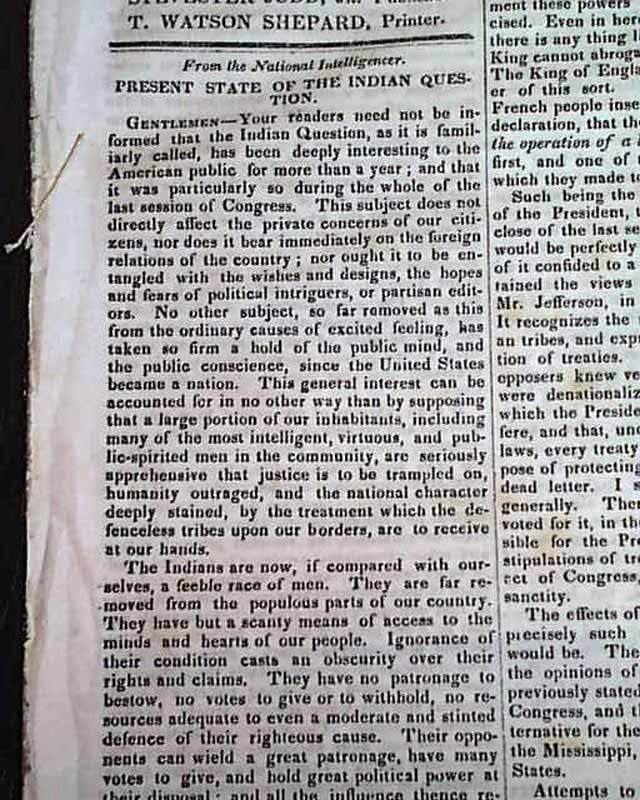 T. WATSON SHEPARD, Printer.
From the National Intelligencer.
PRESENT STATE OF THE INDIAN QUES-
TION.
GENTLEMEN—Your readers need not be in-
formed that the Indian Question, as it is famil-
iarly called, has been deeply interesting to the
American public for more than a year; and that
it was particularly so during the whole of the
last session of Congress. This subject does not
directly affect the private concerns of our citi-
zens, nor does it bear immediately on the foreign
relations of the country; nor ought it to be en-
tangled with the wishes and designs, the hopes
and fears of political intriguers, or partisan edit-
ors. No other subject, so far removed as this
from the ordinary causes of excited feeling, has
taken so firm a hold of the public mind, and
the public conscience, since the United States
became a nation. This general interest can be
accounted for in no other way than by supposing
that a large portion of our inhabitants, including
many of the most intelligent, virtuous, and pub-
lic-spirited men in the community, are seriously
apprehensive that justice is to be trampled on,
humanity outraged, and the national character
deeply stained, by the treatment which the de-
fenceless tribes upon our borders, are to receive
at our hands.
The Indians are now, if compared with our-
selves, a feeble race of men. They are far re-
moved from the populous parts of our country.
They have but a scanty means of access to the
minds and hearts of our people. Ignorance of
their condition casts an obscurity over their
rights and claims. They have no patronage to
bestow, no votes to give or to withhold, no re-
sources adequate to even a moderate and stinted
defence of their righteous cause. Their oppo-
nents can wield a great patronage, have many
votes to give, and hold great political power at
their disposal; and all the influence thence re-
ment these powers
cised. Even in here
there is any thing l
King cannot abroga
The King of Engla
er of this sort.
French people inse
declaration, that the
the operation of a
first, and one of
which they made t
Such being the
of the President,
close of the last se
would be perfectly
of it confided to a
tained the views
Mr. Jefferson, in
It recognizes the
an tribes, and exp
tion of treaties.
opposers knew ve
were denationaliz
which the Preside
fere, and that, und
laws, every treaty
pose of protecting
dead letter. I s
generally. The
voted for it, in the
sible for the Pre
stipulations of tre
ect of Congress,
sanctity.
The effects of
precisely such
would be. The
the opinions of
previously stated
Congress, and t
ternative for the
the Mississippi,
States.
Attempts to